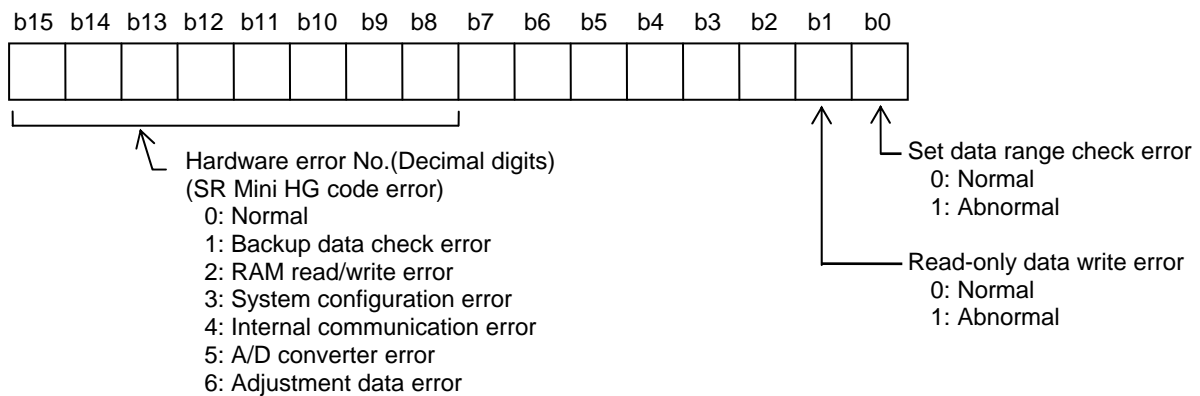 b15 b14 b13 b12 b11 b10 b9 b8 b7 b6 b5 b4 b3 b2 b1 b0
Hardware error No.(Decimal digits)
(SR Mini HG code error)
0: Normal
1: Backup data check error
2: RAM read/write error
3: System configuration error
4: Internal communication error
5: A/D converter error
6: Adjustment data error
Set data range check error
0: Normal
1: Abnormal
Read-only data write error
0: Normal
1: Abnormal